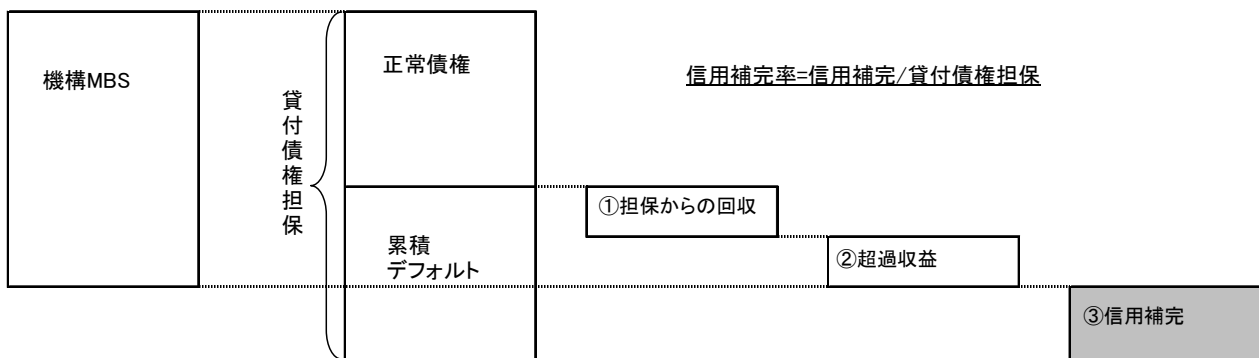 機構MBS
貸付債権担保
正常債権
信用補完率=信用補完/貸付債権担保
①担保からの回収
累積
デフォルト
②超過収益
③信用補完